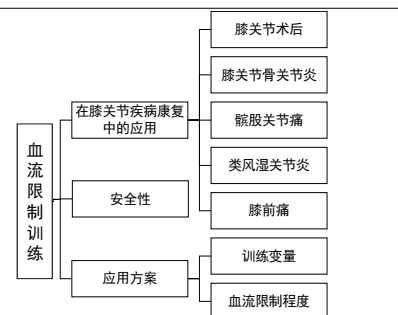 血流限制训练
在膝关节疾病康复
中的应用
安全性
应用方案
膝关节术后
膝关节骨关节炎
髌股关节痛
类风湿关节炎
膝前痛
训练变量
血流限制程度